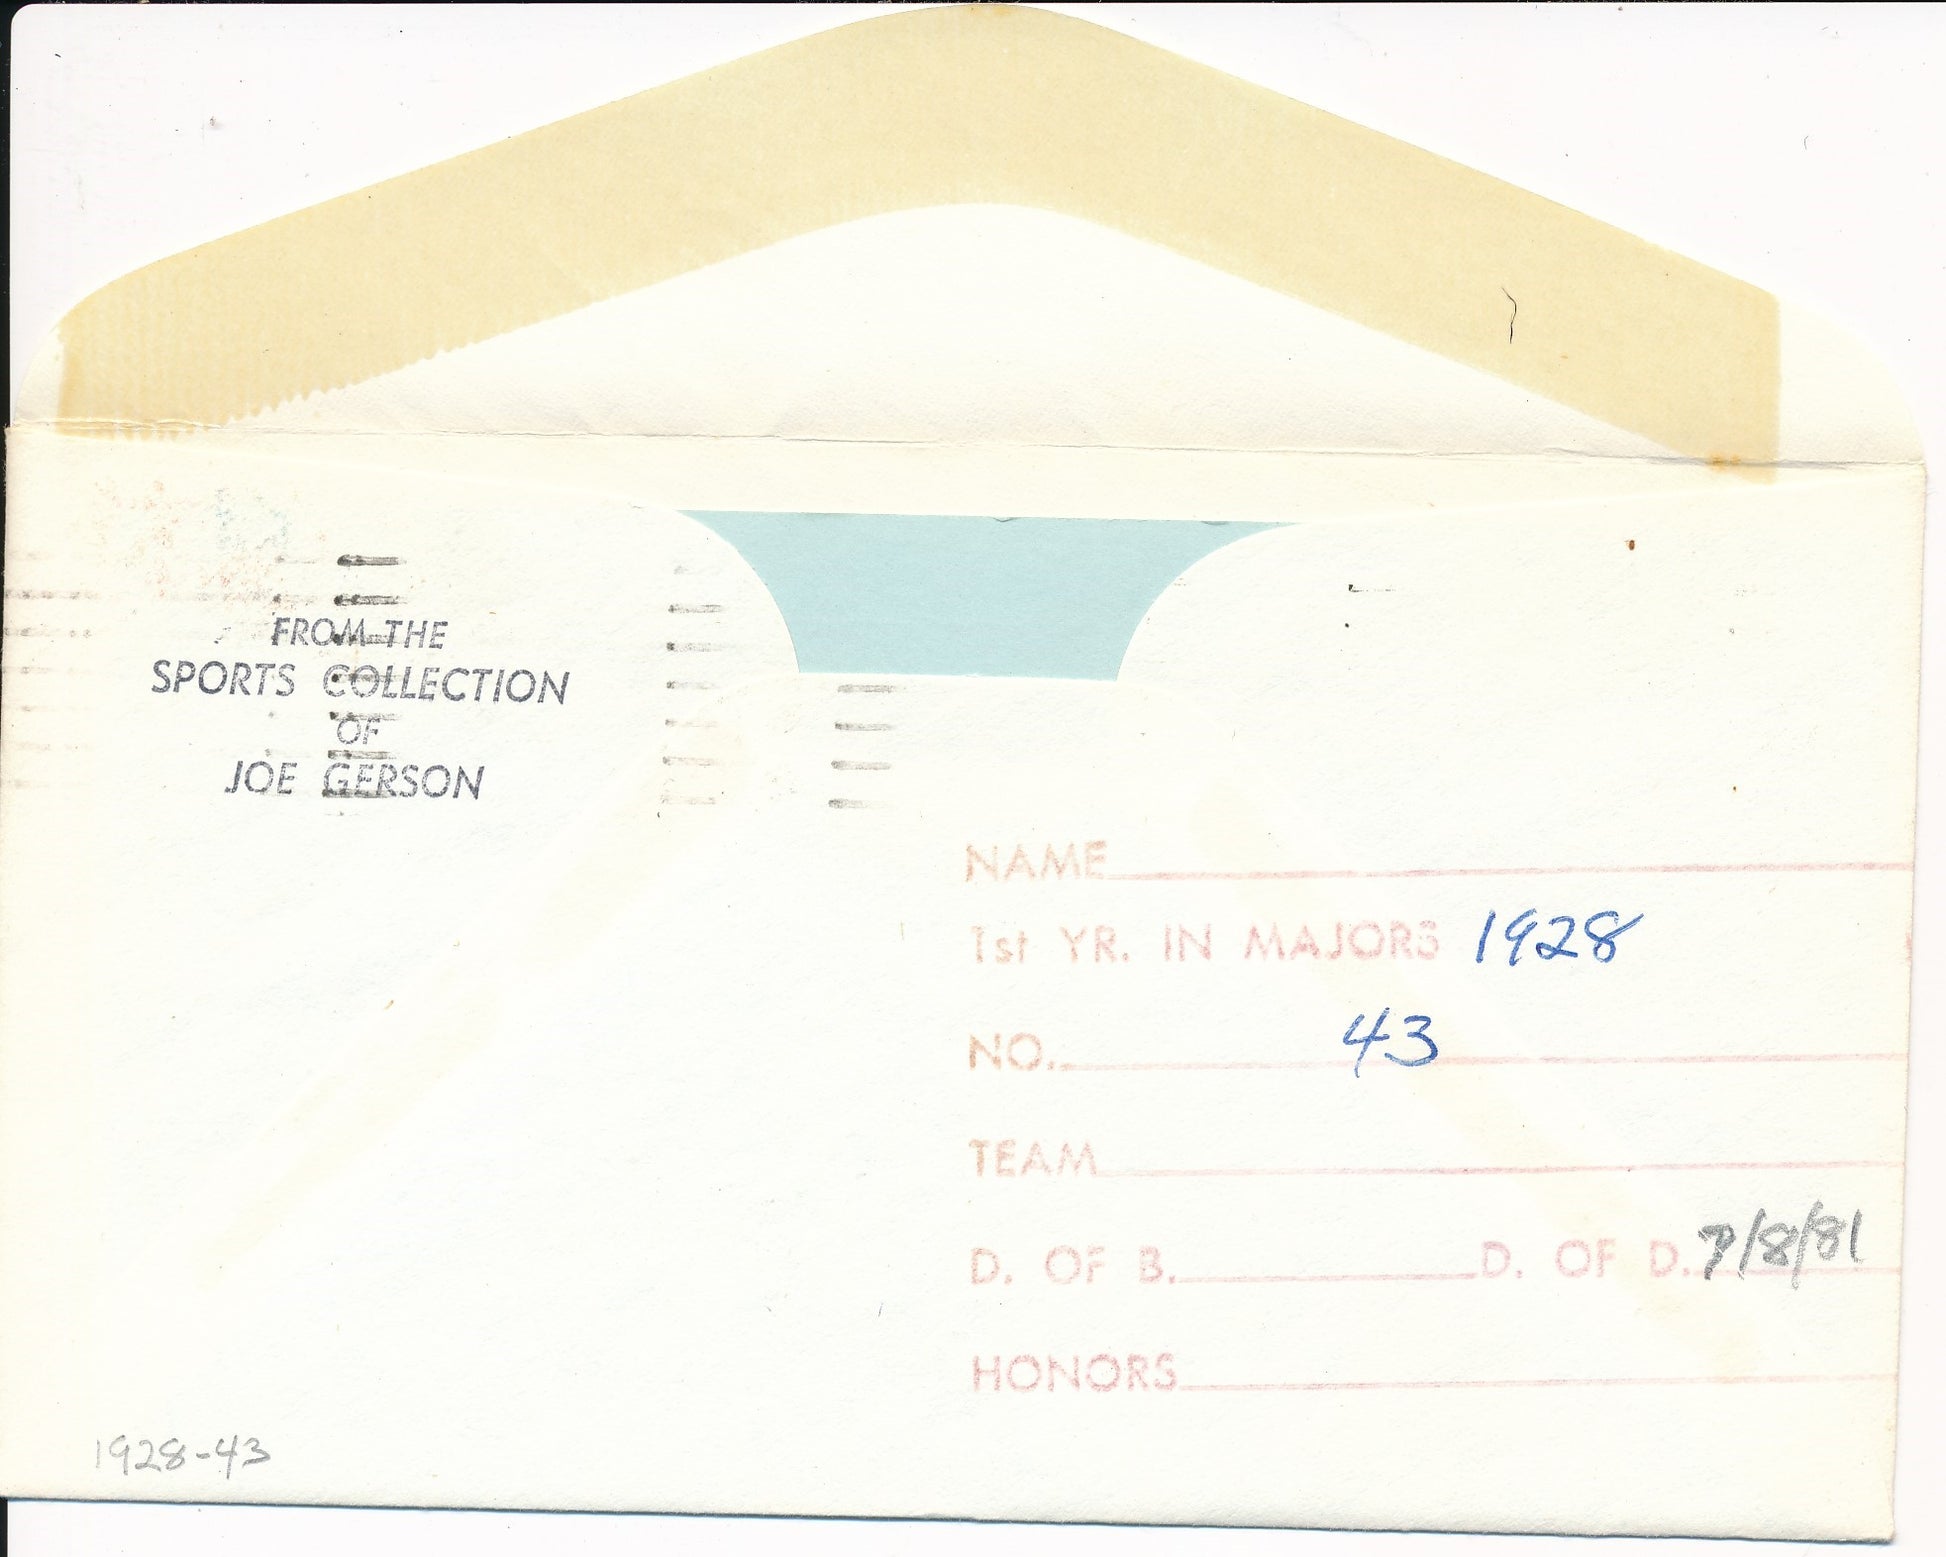 FROM THE
SPORTS COLLECTION
OF
JOE GERSON
NAME
1st YR. IN MAJORS 1928
NO. 43
TEAM
D. OF B. D. OF D. 7/8/81
HONORS
1928-43